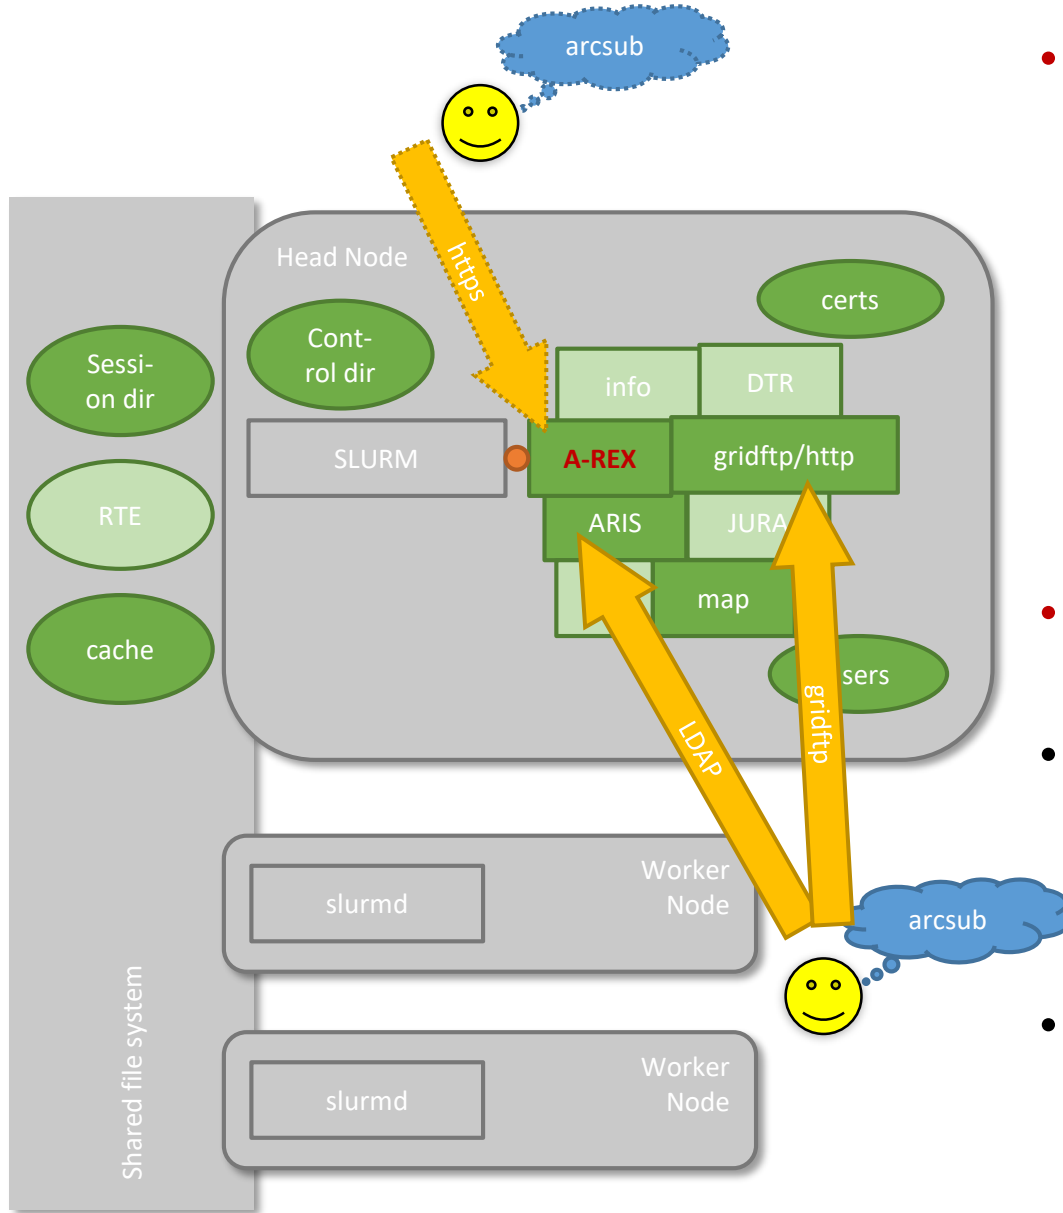 arcsub
https
Head Node
certs
Cont-
rol dir
Sessi-
on dir
info
DTR
SLURM
A-REX
gridftp/http
RTE
ARIS
JURA
map
cache
sers
LDAP
gridftp
Worker
Node
slurmd
arcsub
Shared file system
Worker
Node
slurmd